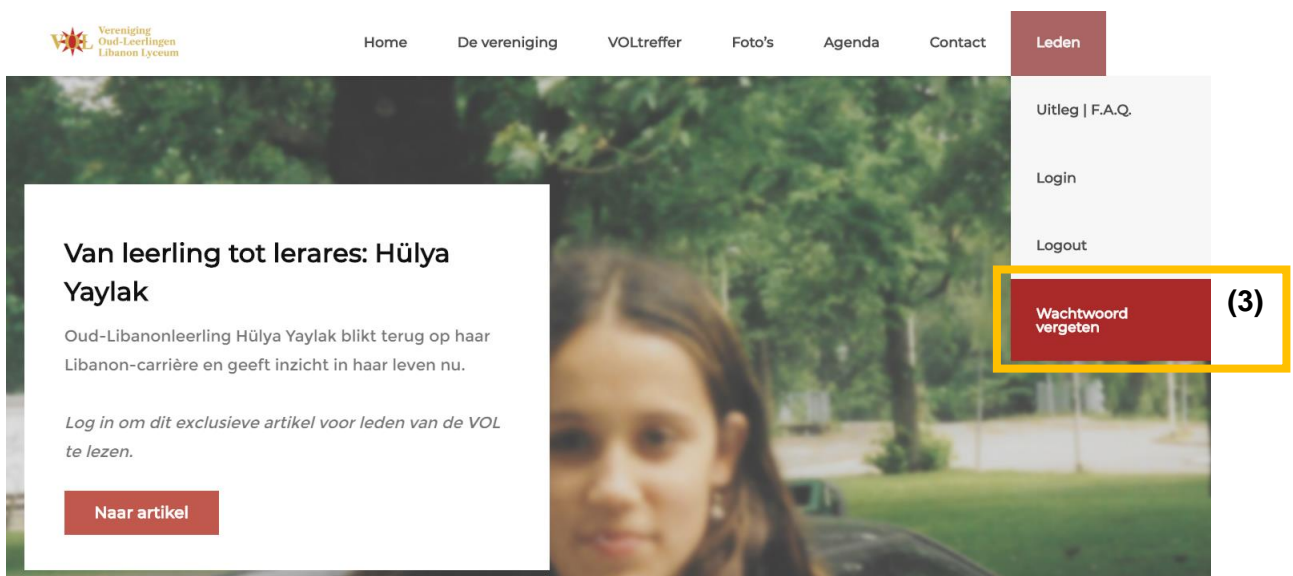 Vereniging
VOL Oud-Leerlingen
Libanon Lyceum
Home De vereniging VOLtreffer Foto's Agenda Contact Leden
Uitleg | F.A.Q.
Login
Logout
Wachtwoord
vergeten
(3)
Van leerling tot lerares: Hülya
Yaylak
Oud-Libanonleerling Hülya Yaylak blikt terug op haar
Libanon-carrière en geeft inzicht in haar leven nu.
Log in om dit exclusieve artikel voor leden van de VOL
te lezen.
Naar artikel